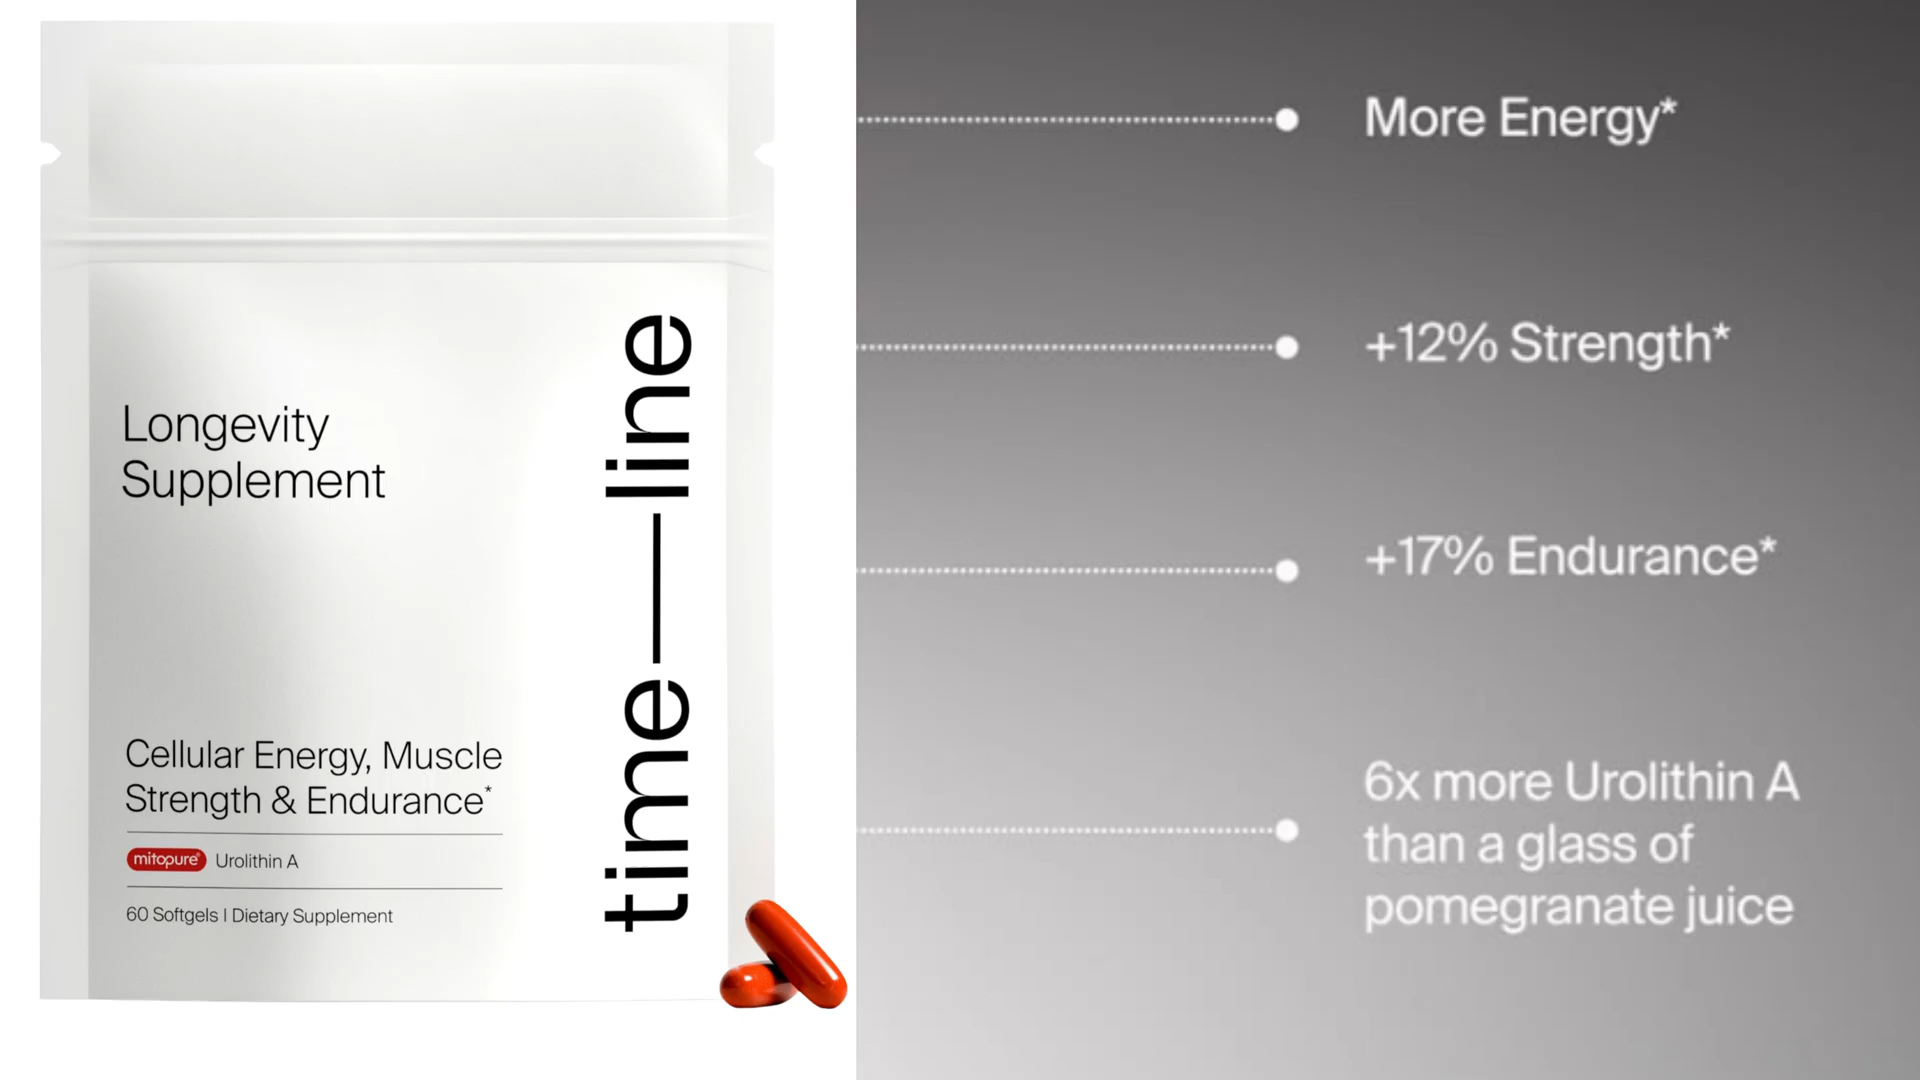 Longevity
Supplement
time—line
Cellular Energy, Muscle
Strength & Endurance*
mitopure® Urolithin A
60 Softgels | Dietary Supplement
More Energy*
+12% Strength*
+17% Endurance*
6x more Urolithin A
than a glass of
pomegranate juice